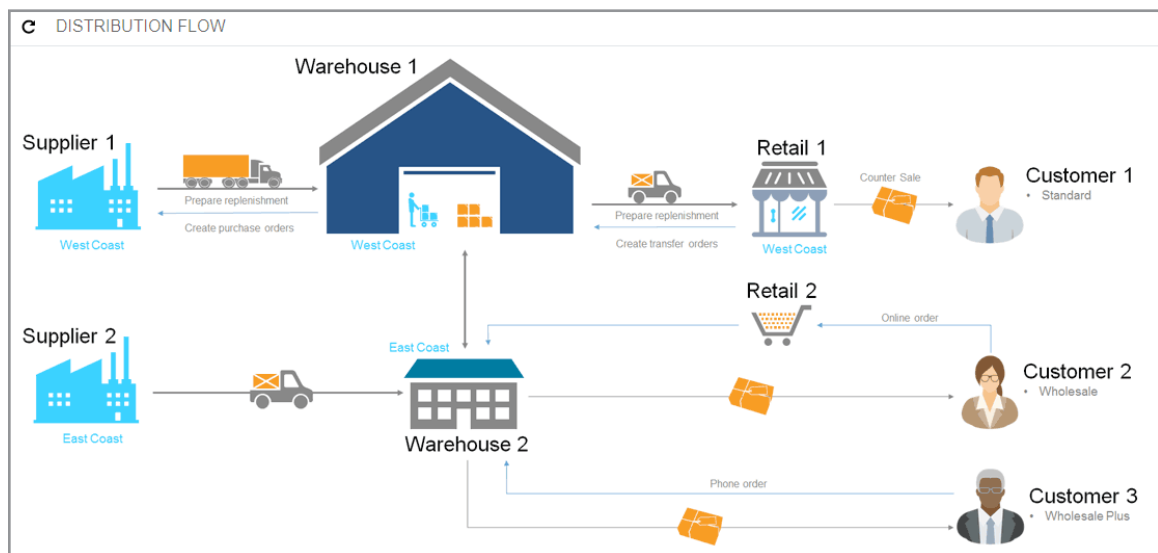 DISTRIBUTION FLOW
Warehouse 1
Supplier 1
Retail 1
Counter Sale
Customer 1
• Standard
Prepare replenishment
Prepare replenishment
Create purchase orders
Create transfer orders
West Coast
West Coast
West Coast
Retail 2
Online order
Supplier 2
East Coast
Customer 2
• Wholesale
East Coast
Warehouse 2
Phone order
Customer 3
• Wholesale Plus